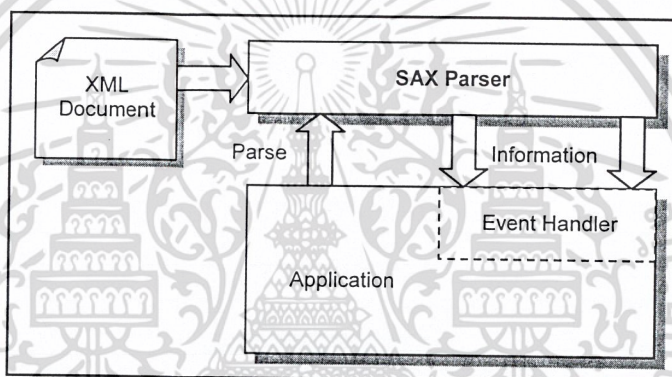 XML
Document
SAX Parser
Parse
Information
Event Handler
Application